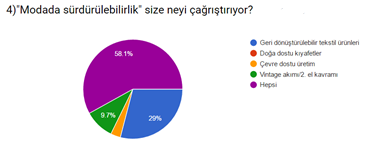 4)"Modada sürdürülebilirlik" size neyi çağrıştırıyor?
58.1%
9.7%
29%
Geri dönüştürülebilir tekstil ürünleri
Doğa dostu kıyafetler
Çevre dostu üretim
Vintage akımı/2. el kavramı
Hepsi